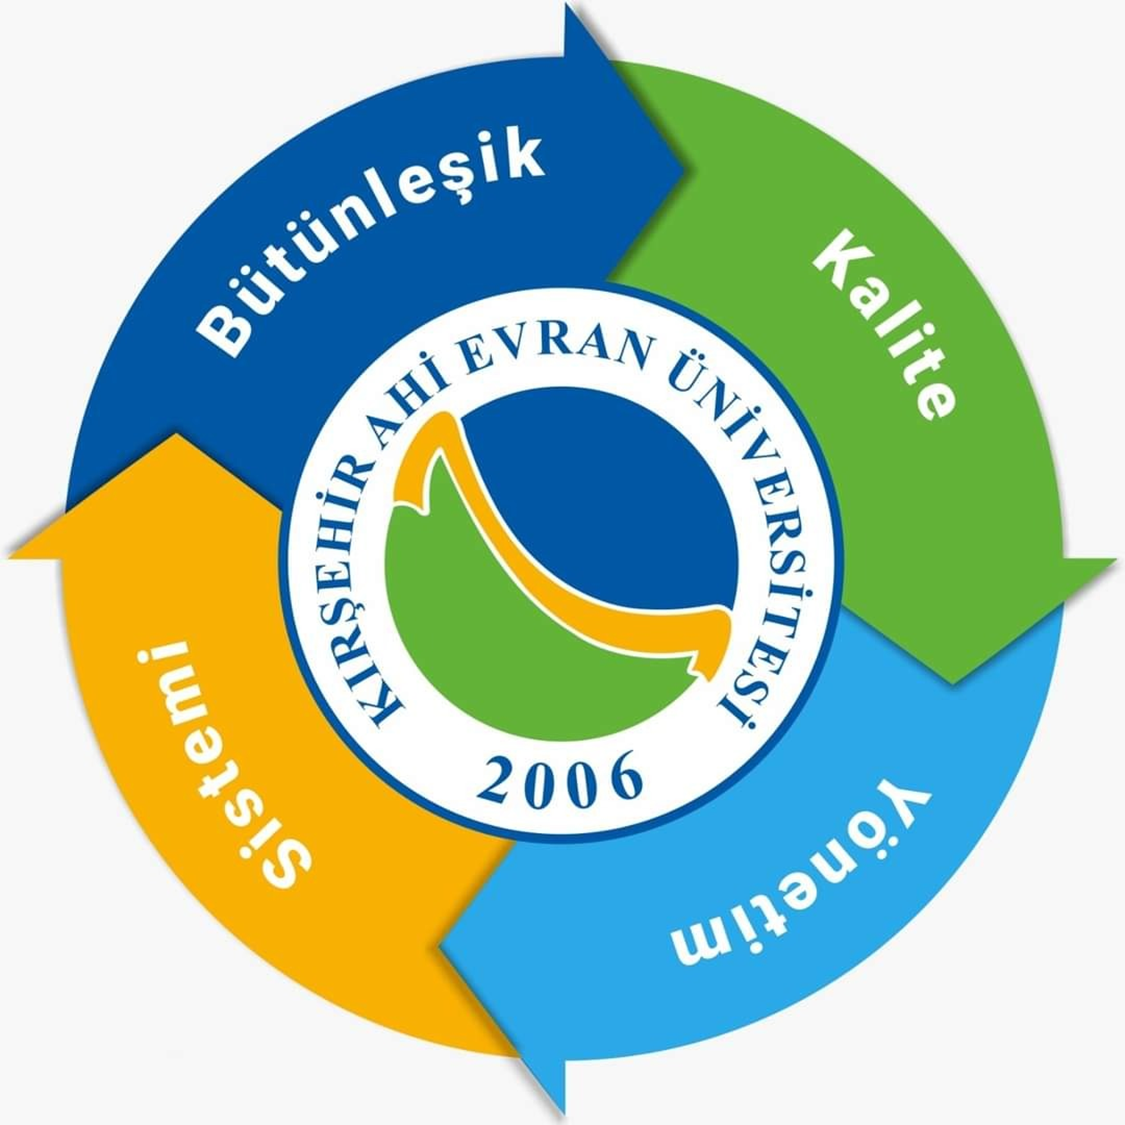 Bütünleşik
Kalite
Yönetim
Sistemi
KIRŞEHİR AHİ EVRAN ÜNİVERSİTESİ
2006